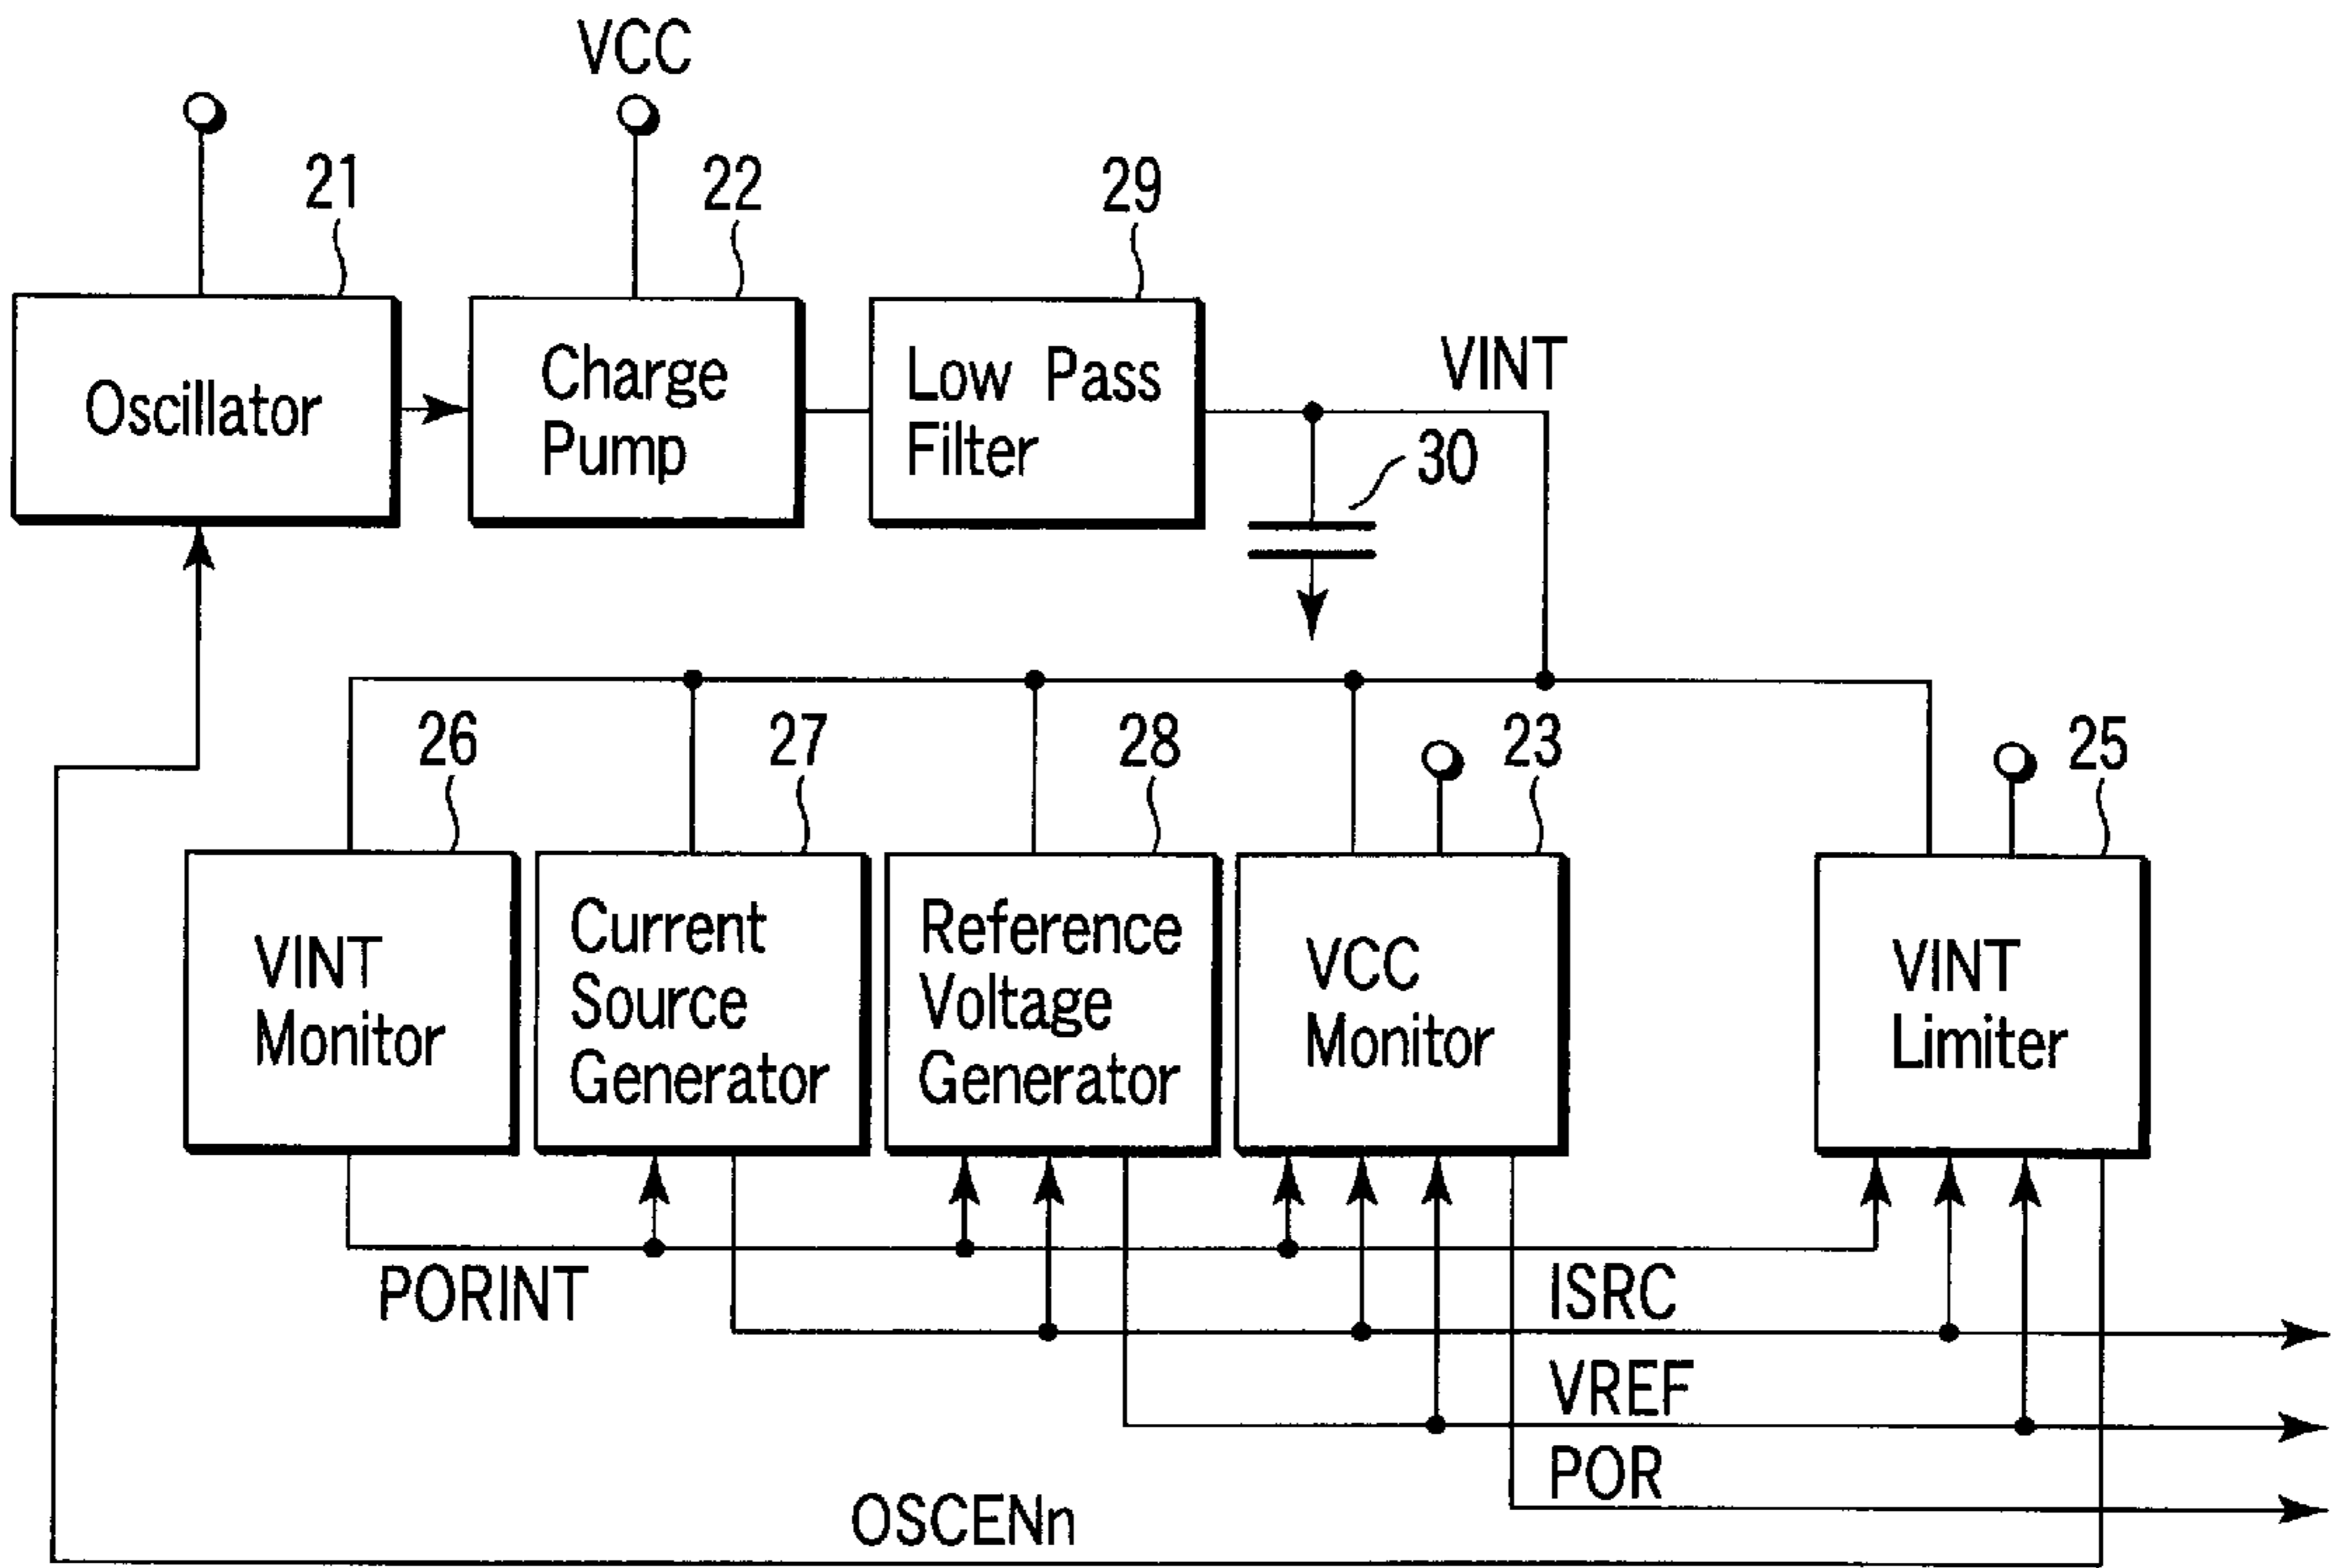 VCC
21
22
29
Oscillator
Charge
Pump
Low Pass
Filter
VINT
30
26
27
28
23
25
VINT
Monitor
Current
Source
Generator
Reference
Voltage
Generator
VCC
Monitor
VINT
Limiter
PORINT
ISRC
VREF
POR
OSCENn